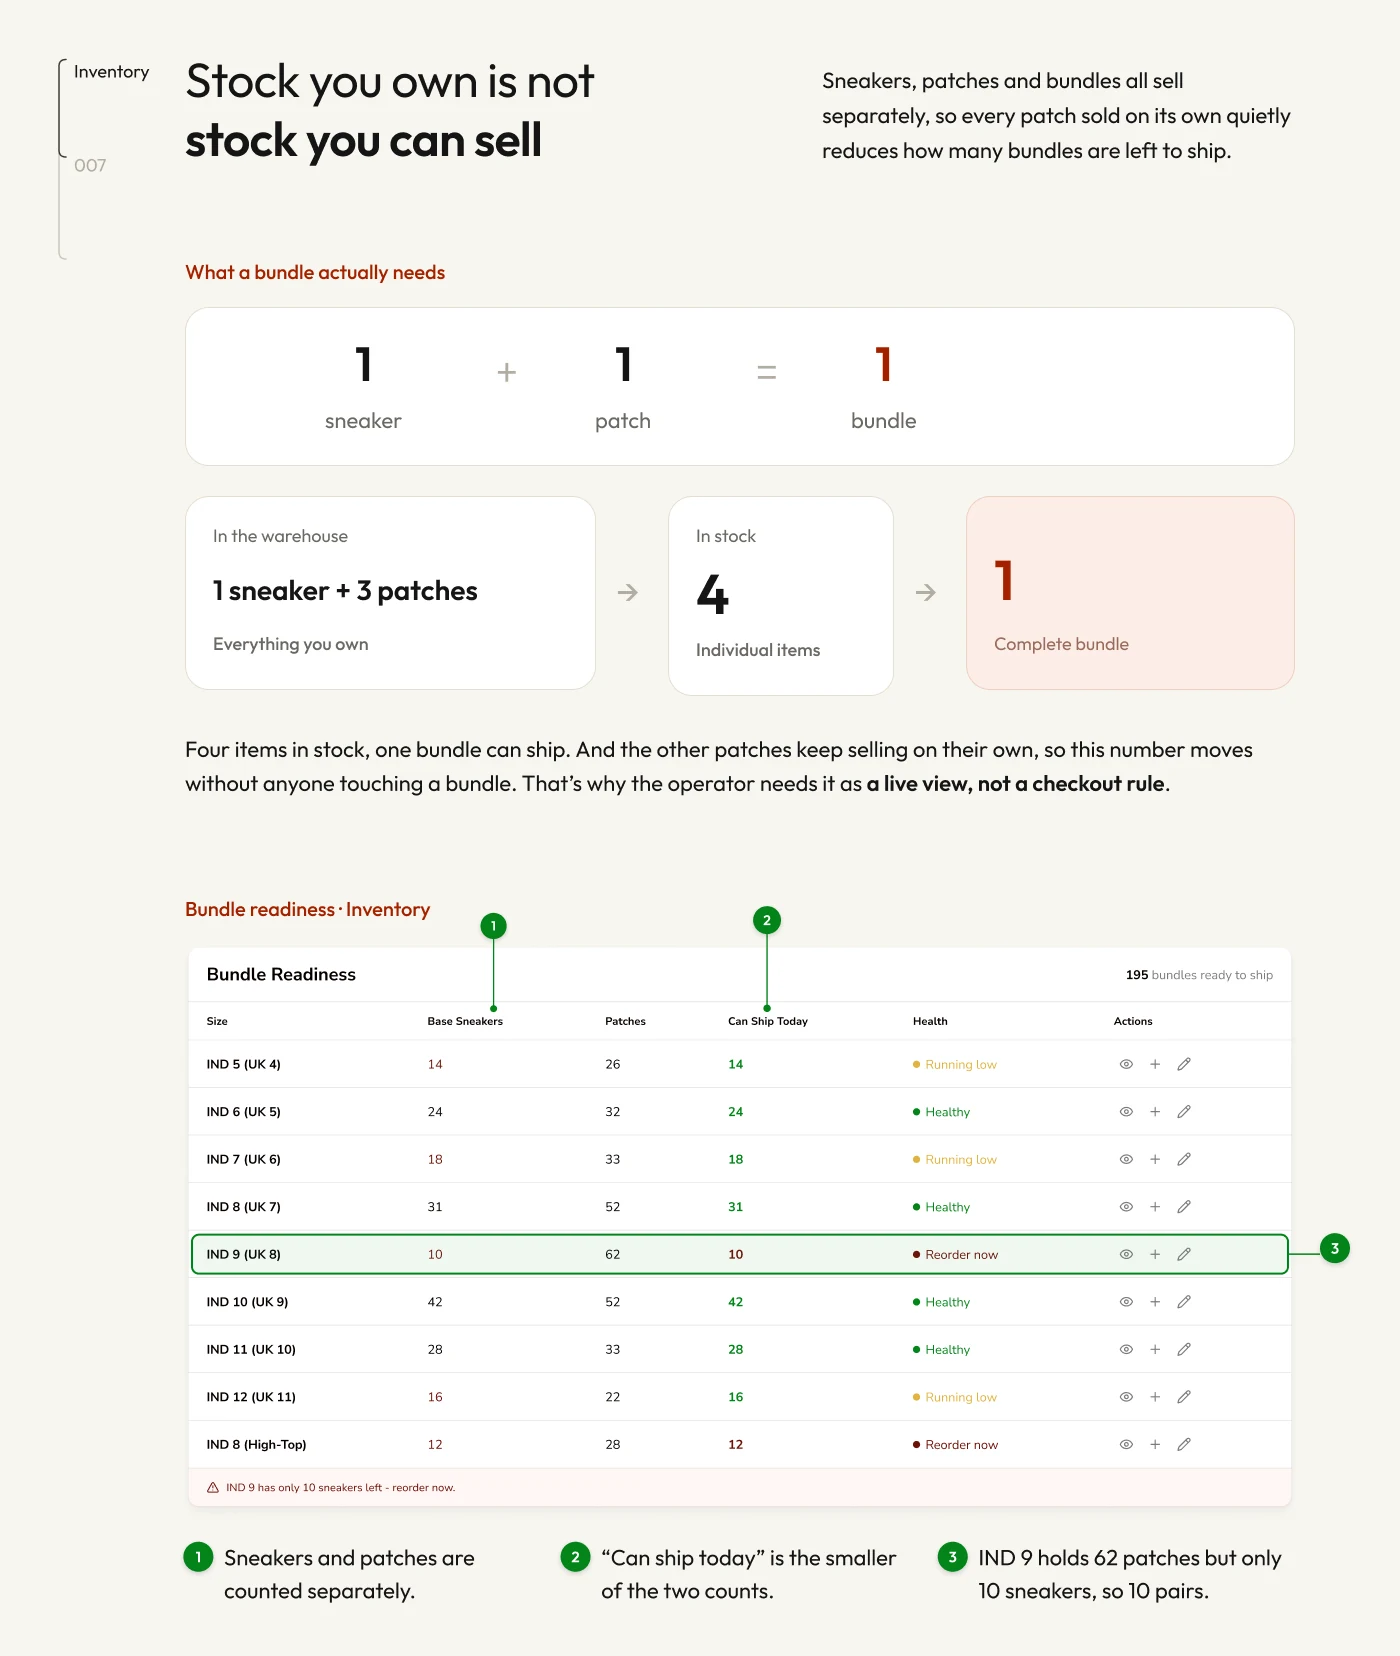 Inventory
007
Stock you own is not
stock you can sell
Sneakers, patches and bundles all sell
separately, so every patch sold on its own quietly
reduces how many bundles are left to ship.
What a bundle actually needs
1 + 1 = 1
sneaker patch bundle
In the warehouse
1 sneaker + 3 patches
Everything you own
→
In stock
4
Individual items
→
1
Complete bundle
Four items in stock, one bundle can ship. And the other patches keep selling on their own, so this number moves
without anyone touching a bundle. That’s why the operator needs it as a live view, not a checkout rule.
Bundle readiness · Inventory
1 2
Bundle Readiness 195 bundles ready to ship
Size Base Sneakers Patches Can Ship Today Health Actions
IND 5 (UK 4) 14 26 14 Running low
IND 6 (UK 5) 24 32 24 Healthy
IND 7 (UK 6) 18 33 18 Running low
IND 8 (UK 7) 31 52 31 Healthy
IND 9 (UK 8) 10 62 10 Reorder now 3
IND 10 (UK 9) 42 52 42 Healthy
IND 11 (UK 10) 28 33 28 Healthy
IND 12 (UK 11) 16 22 16 Running low
IND 8 (High-Top) 12 28 12 Reorder now
IND 9 has only 10 sneakers left - reorder now.
1 Sneakers and patches are
counted separately.
2 “Can ship today” is the smaller
of the two counts.
3 IND 9 holds 62 patches but only
10 sneakers, so 10 pairs.